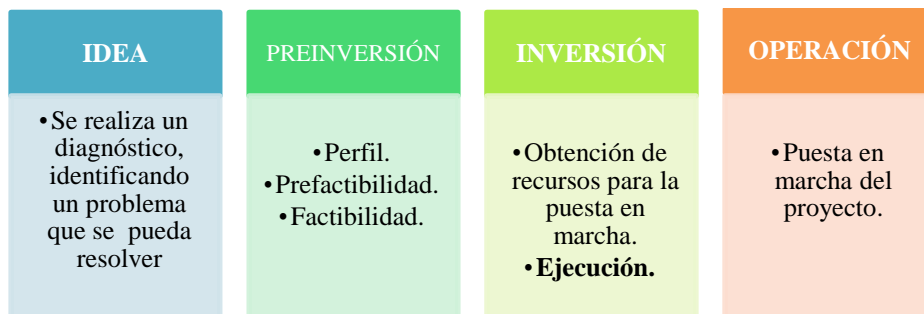 IDEA
•Se realiza un
diagnóstico,
identificando
un problema
que se pueda
resolver
PREINVERSIÓN
•Perfil.
•Prefactibilidad.
•Factibilidad.
INVERSIÓN
•Obtención de
recursos para la
puesta en
marcha.
•Ejecución.
OPERACIÓN
•Puesta en
marcha del
proyecto.